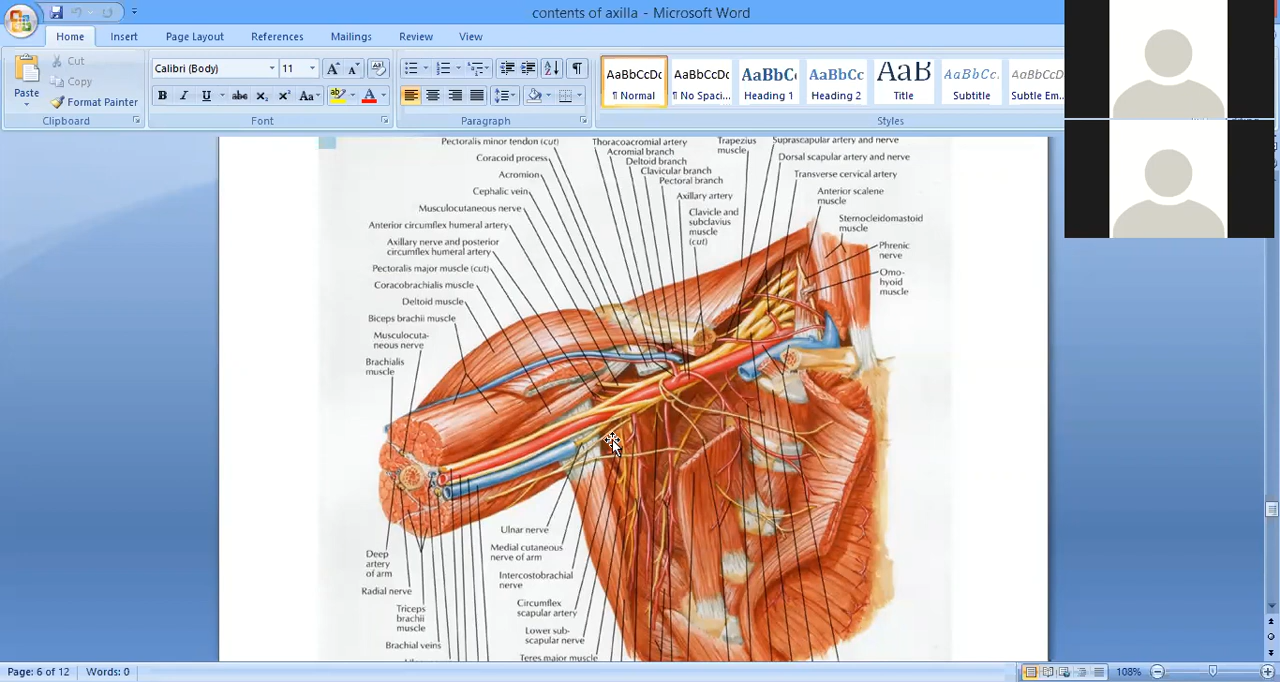 contents of axilla - Microsoft Word
Home Insert Page Layout References Mailings Review View
Paste
Cut
Copy
Format Painter
Clipboard
Calibri (Body) 11
B I U abc X₂ X² Aa
Font
Paragraph
AaBbCcDc AaBbCcDc AaBbC AaBbCc AaB AaBbCc. AaBbCcD
¶ Normal ¶ No Spaci... Heading 1 Heading 2 Title Subtitle Subtle Em...
Styles
Pectoralis minor tendon (cut)
Coracoid process
Acromion
Cephalic vein
Musculocutaneous nerve
Anterior circumflex humeral artery
Axillary nerve and posterior
circumflex humeral artery
Pectoralis major muscle (cut)
Coracobrachialis muscle
Deltoid muscle
Biceps brachii muscle
Musculocuta-
neous nerve
Brachialis
muscle
Thoracoacromial artery
Acromial branch
Deltoid branch
Clavicular branch
Pectoral branch
Axillary artery
Clavicle and
subclavius
muscle
(cut)
Trapezius
muscle
Suprascapular artery and nerve
Dorsal scapular artery and nerve
Transverse cervical artery
Anterior scalene
muscle
Sternocleidomastoid
muscle
Phrenic
nerve
Omo-
hyoid
muscle
Deep
artery
of arm
Radial nerve
Triceps
brachii
muscle
Brachial veins
Ulnar nerve
Medial cutaneous
nerve of arm
Intercostobrachial
nerve
Circumflex
scapular artery
Lower sub-
scapular nerve
Teres major muscle
Page: 6 of 12 Words: 0 108%